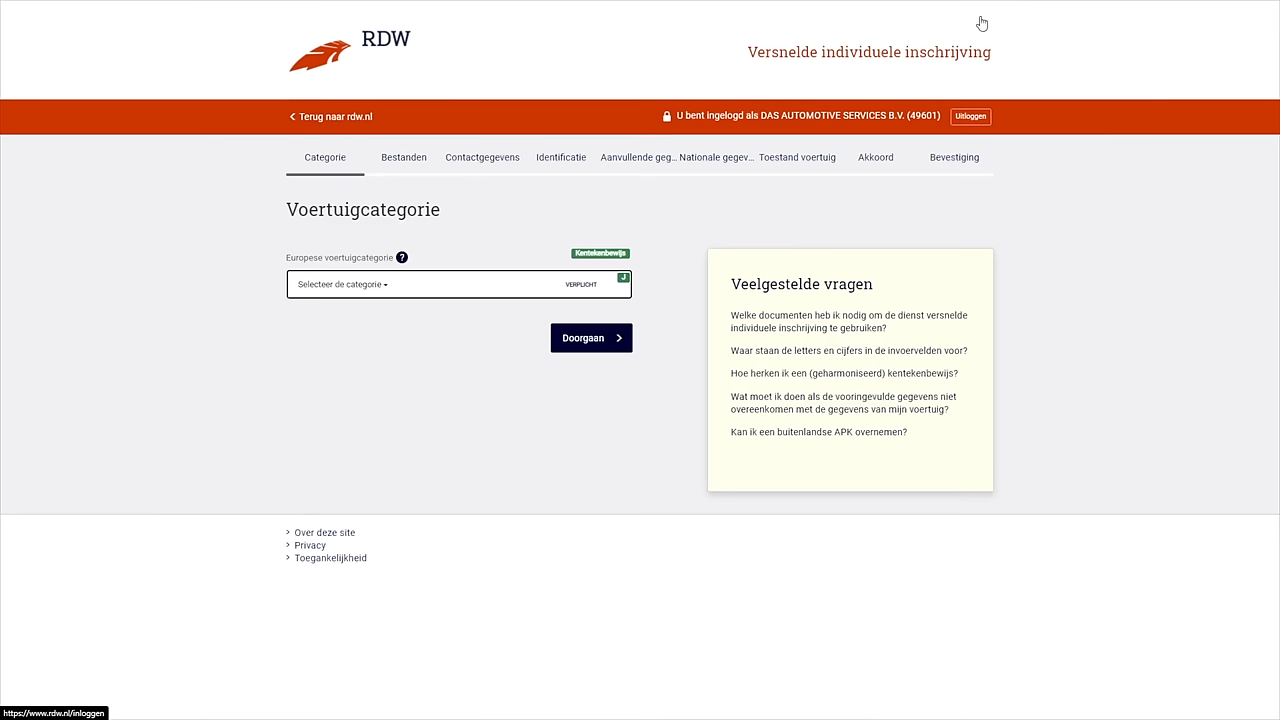 RDW
Versnelde individuele inschrijving
Terug naar rdw.nl
U bent ingelogd als DAS AUTOMOTIVE SERVICES B.V. (49601)
Uitloggen
Categorie
Bestanden
Contactgegevens
Identificatie
Aanvullende geg...
Nationale gegev...
Toestand voertuig
Akkoord
Bevestiging
Voertuigcategorie
Europese voertuigcategorie ?
Kentekenbewijs
Selecteer de categorie
VERPLICHT
J
Doorgaan
Veelgestelde vragen
Welke documenten heb ik nodig om de dienst versnelde
individuele inschrijving te gebruiken?
Waar staan de letters en cijfers in de invoervelden voor?
Hoe herken ik een (geharmoniseerd) kentekenbewijs?
Wat moet ik doen als de vooringevulde gegevens niet
overeenkomen met de gegevens van mijn voertuig?
Kan ik een buitenlandse APK overnemen?
Over deze site
Privacy
Toegankelijkheid
https://www.rdw.nl/inloggen